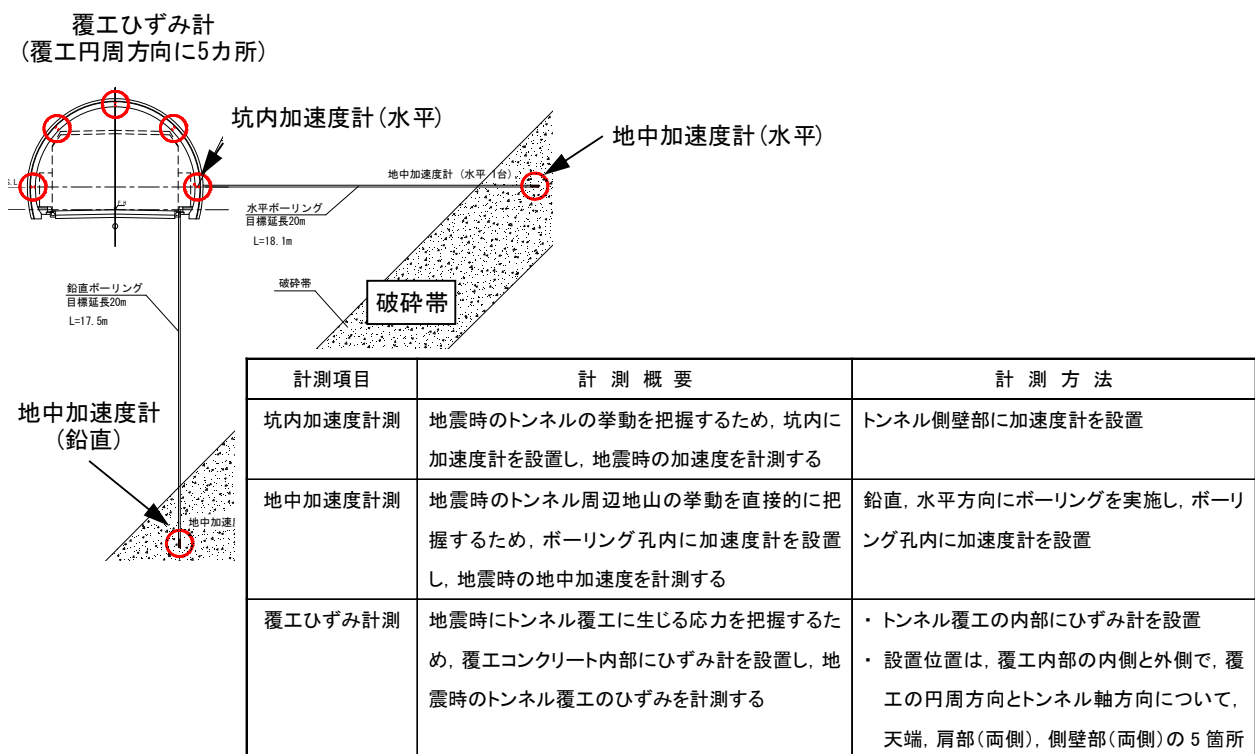 覆工ひずみ計
(覆工円周方向に5カ所)
坑内加速度計(水平)
地中加速度計(水平)
S.L
地中加速度計 (水平 1台)
水平ボーリング
目標延長20m
L=18.1m
鉛直ボーリング
目標延長20m
L=17.5m
破砕帯
破砕帯
地中加速度計
(鉛直)
地中加速度
計測項目
計 測 概 要
計 測 方 法
坑内加速度計測
地震時のトンネルの挙動を把握するため,坑内に
加速度計を設置し,地震時の加速度を計測する
トンネル側壁部に加速度計を設置
地中加速度計測
地震時のトンネル周辺地山の挙動を直接的に把
握するため,ボーリング孔内に加速度計を設置
し,地震時の地中加速度を計測する
鉛直,水平方向にボーリングを実施し,ボーリ
ング孔内に加速度計を設置
覆工ひずみ計測
地震時にトンネル覆工に生じる応力を把握するた
め,覆工コンクリート内部にひずみ計を設置し,地
震時のトンネル覆工のひずみを計測する
・ トンネル覆工の内部にひずみ計を設置
・ 設置位置は,覆工内部の内側と外側で,覆
工の円周方向とトンネル軸方向について,
天端,肩部(両側),側壁部(両側)の 5 箇所